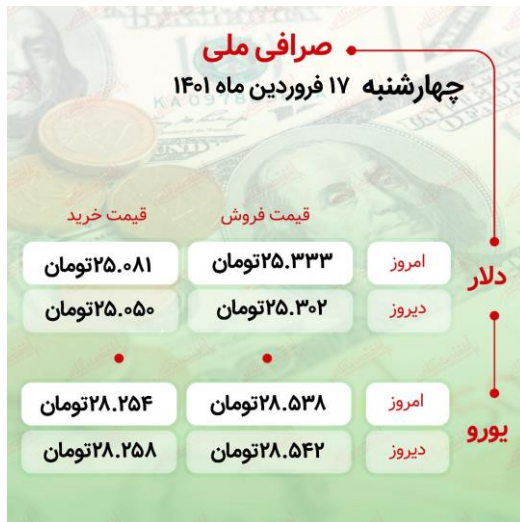 صرافی ملی
چهارشنبه ۱۷ فروردین ماه ۱۴۰۱
KA0978
قیمت فروش قیمت خرید
دلار
امروز ۲۵.۳۳۳تومان ۲۵.۰۸۱تومان
دیروز ۲۵.۳۰۲تومان ۲۵.۰۵۰تومان
یورو
امروز ۲۸.۵۳۸تومان ۲۸.۲۵۴تومان
دیروز ۲۸.۵۴۲تومان ۲۸.۲۵۸تومان